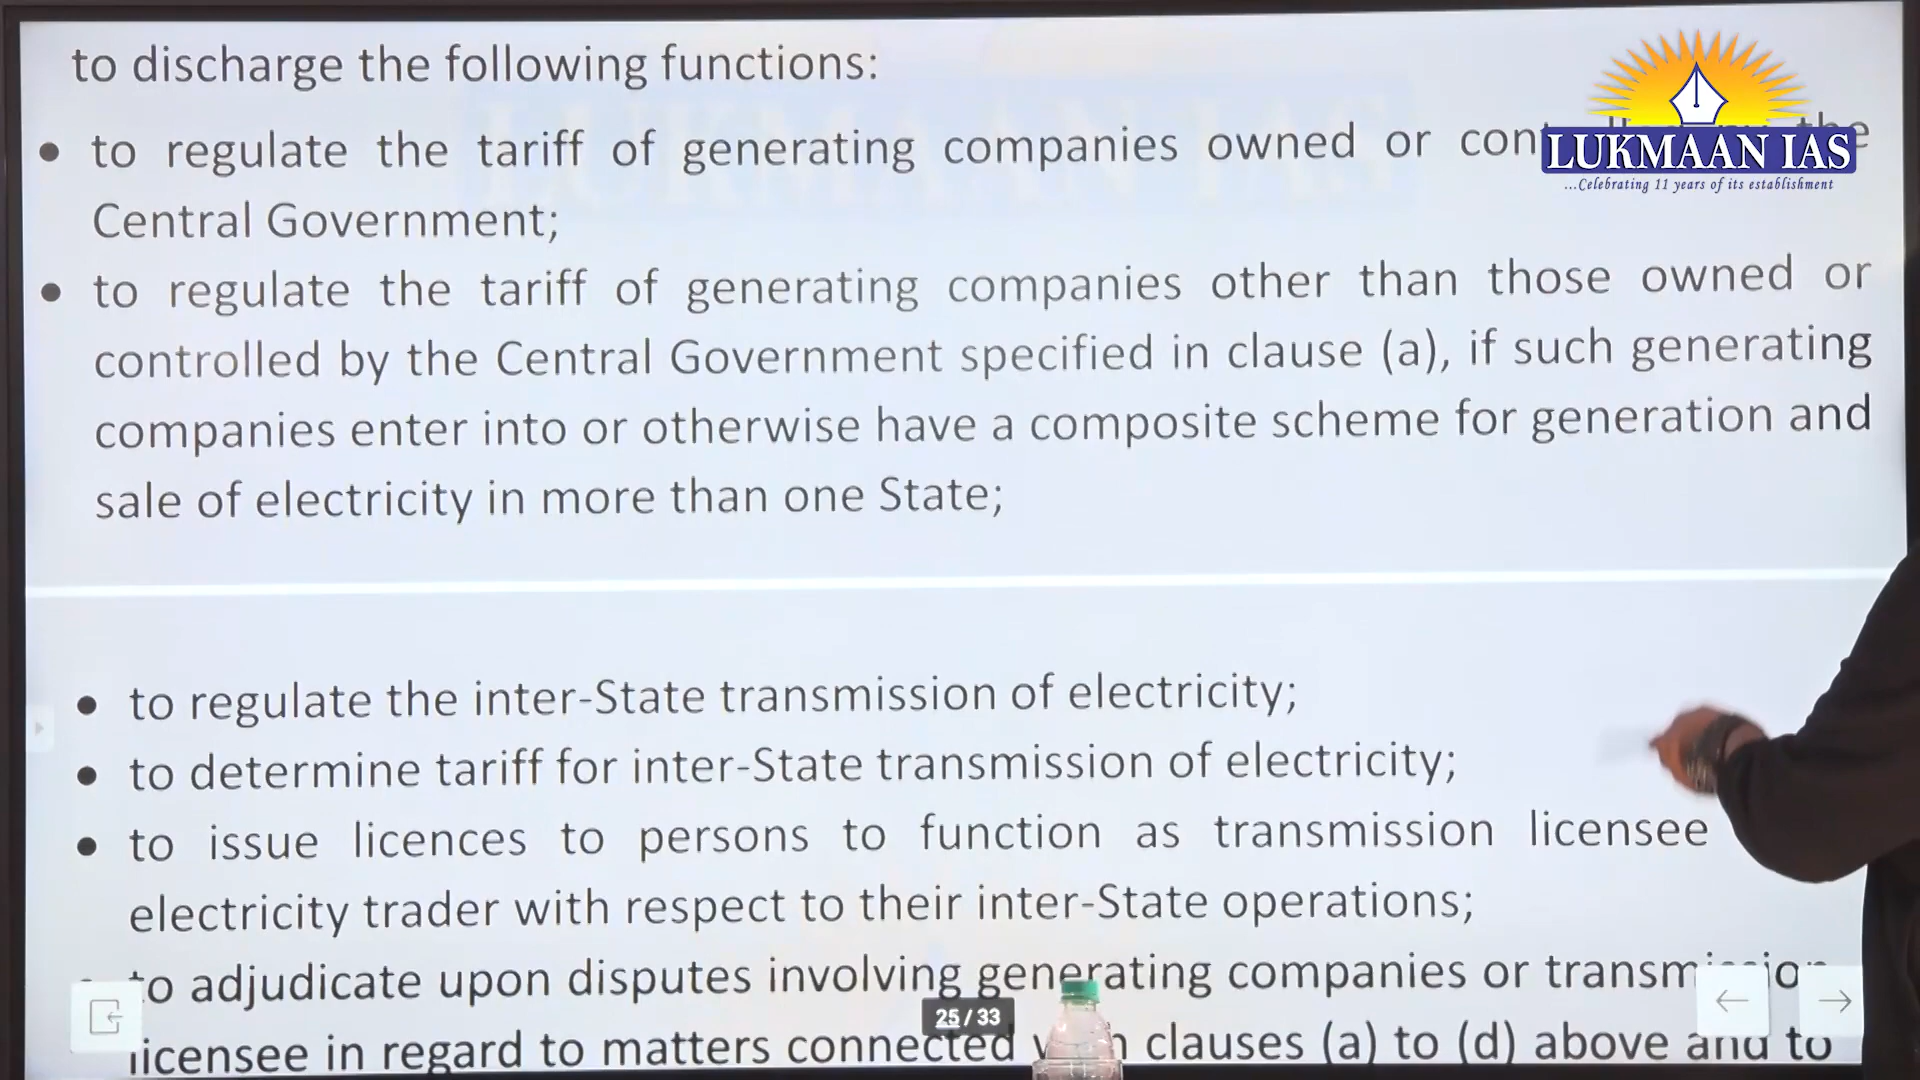 to discharge the following functions:
LUKMAAN IAS
...Celebrating 11 years of its establishment
• to regulate the tariff of generating companies owned or the
Central Government;
• to regulate the tariff of generating companies other than those owned or
controlled by the Central Government specified in clause (a), if such generating
companies enter into or otherwise have a composite scheme for generation and
sale of electricity in more than one State;
• to regulate the inter-State transmission of electricity;
• to determine tariff for inter-State transmission of electricity;
• to issue licences to persons to function as transmission licensee
electricity trader with respect to their inter-State operations;
to adjudicate upon disputes involving generating companies or
licensee in regard to matters connected clauses (a) to (d) above and to
25 / 33